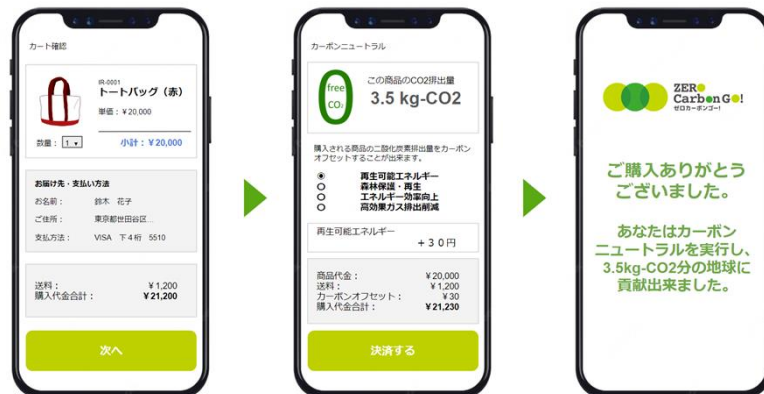 カート確認
IR-0001
トートバッグ（赤）
単価：￥20,000
数量： 1
小計：￥20,000
お届け先・支払い方法
お名前： 鈴木 花子
ご住所： 東京都世田谷区...
支払方法： VISA 下４桁 5510
送料： ￥1,200
購入代金合計： ￥21,200
次へ
カーボンニュートラル
free
CO₂
この商品のCO2排出量
3.5 kg-CO2
購入される商品の二酸化炭素排出量をカーボン
オフセットすることが出来ます。
再生可能エネルギー
森林保護・再生
エネルギー効率向上
高効果ガス排出削減
再生可能エネルギー
＋３０円
商品代金： ￥20,000
送料： ￥1,200
カーボンオフセット： ￥30
購入代金合計： ￥21,230
決済する
ZERO
CarbonGo!
ゼロカーボンゴー!
ご購入ありがとう
ございました。
あなたはカーボン
ニュートラルを実行し、
3.5kg-CO2分の地球に
貢献出来ました。